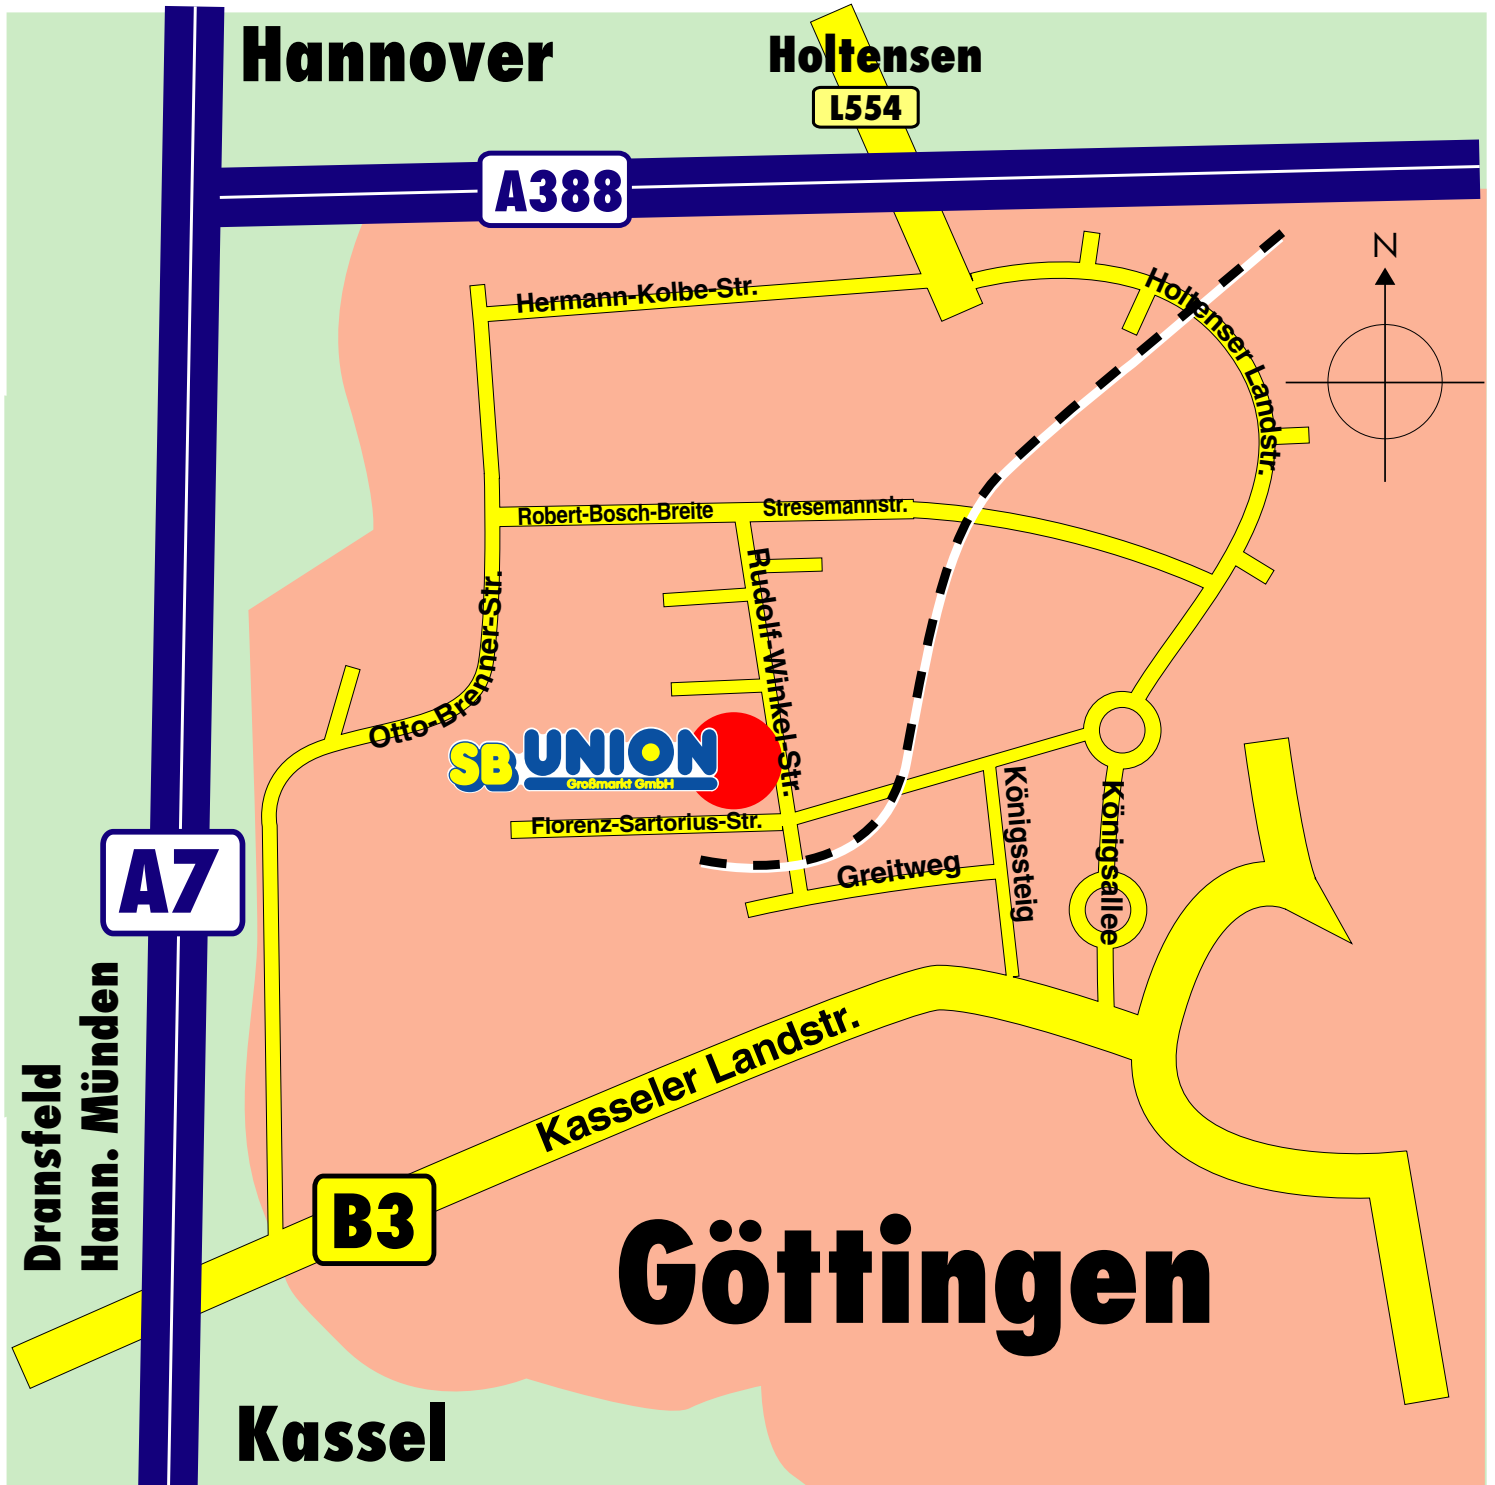 Hannover
Holtensen
L554
A388
N
Hermann-Kolbe-Str.
Holtenser Landstr.
Robert-Bosch-Breite
Stresemannstr.
Rudolf-Winkel-Str.
Otto-Brenner-Str.
SB UNION
Großmarkt GmbH
Florenz-Sartorius-Str.
Königssteig
Königsallee
Greitweg
A7
Kasseler Landstr.
Dransfeld
Hann. Münden
B3
Göttingen
Kassel